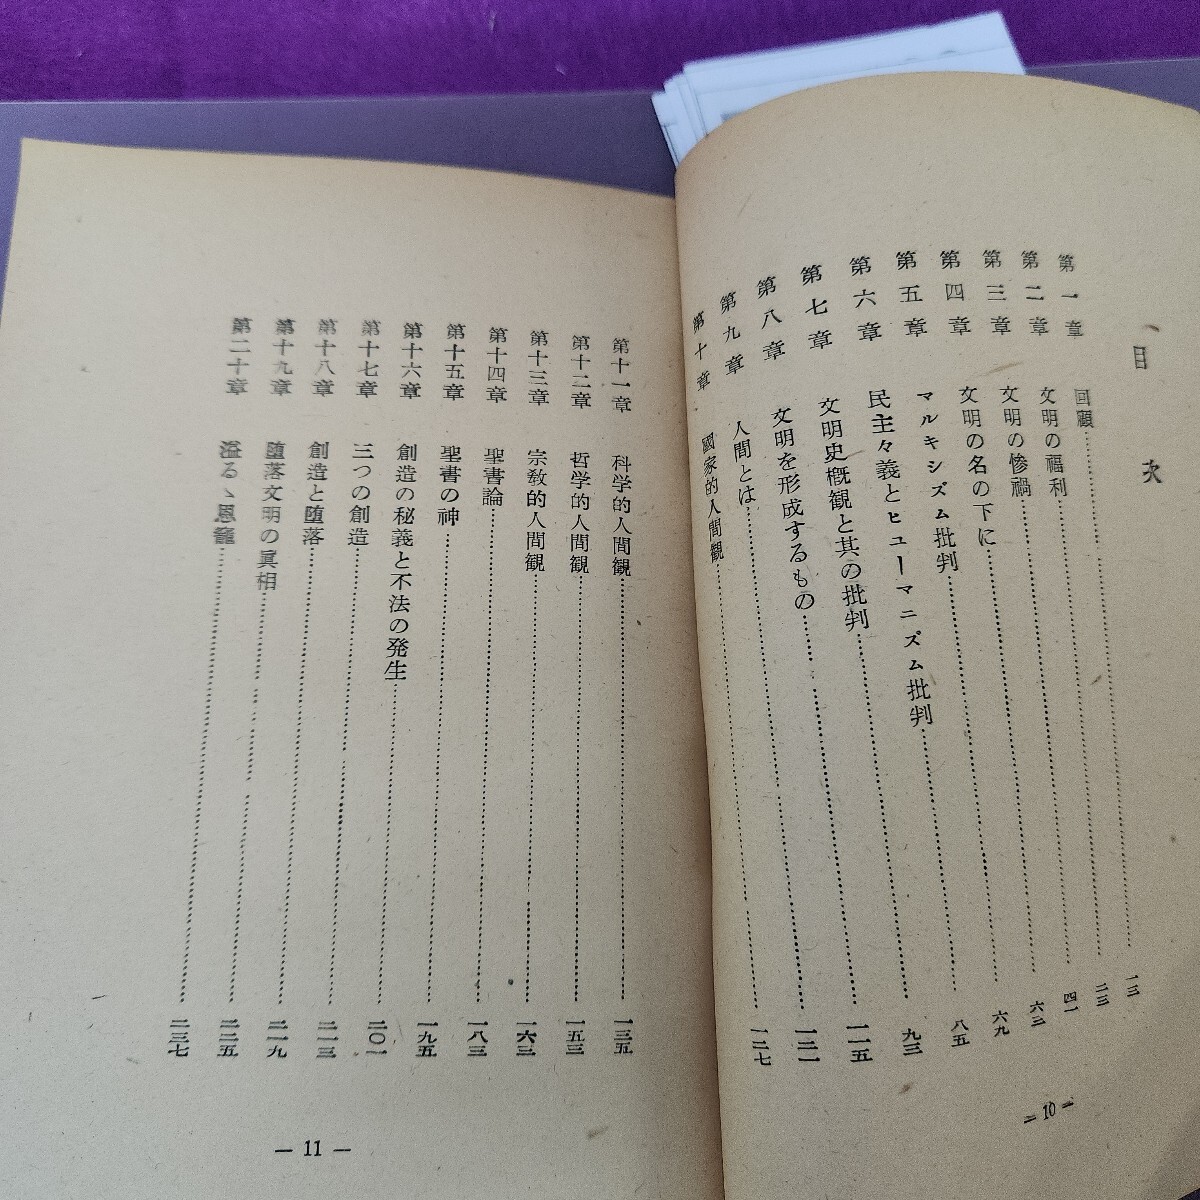 目次
第一章 回顧……一三
第二章 文明の福利……二三
第三章 文明の惨禍……四一
第四章 文明の名の下に……六三
第五章 マルキシズム批判……六九
第六章 民主々義とヒューマニズム批判……八五
第七章 文明史概観と其の批判……九三
第八章 文明を形成するもの……一一五
第九章 人間とは……一二一
第十章 國家的人間観……一二七
― 10 ―
第十一章 科学的人間観……一三五
第十二章 哲学的人間観……一五三
第十三章 宗教的人間観……一六三
第十四章 聖書論……一八三
第十五章 聖書の神……一九五
第十六章 創造の秘義と不法の発生……二〇一
第十七章 三つの創造……二一三
第十八章 創造と堕落……二一九
第十九章 堕落文明の眞相……二二五
第二十章 溢るゝ恩寵……二三七
― 11 ―